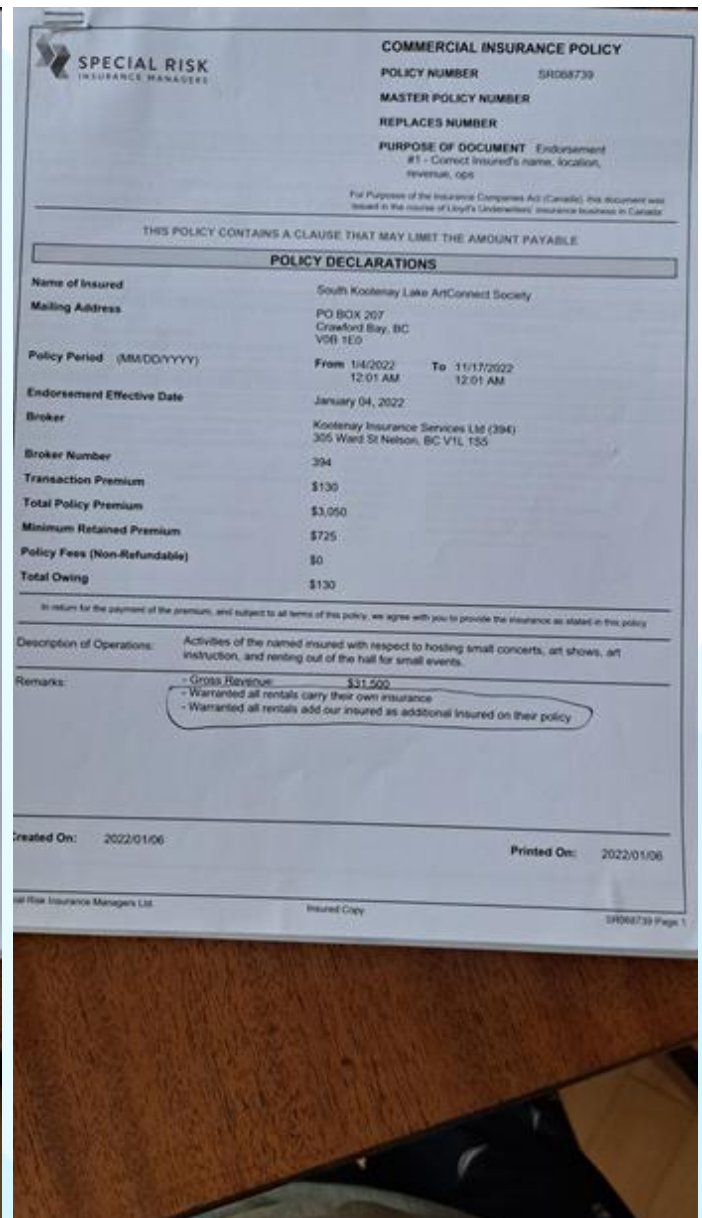 SPECIAL RISK
INSURANCE MANAGERS
COMMERCIAL INSURANCE POLICY
POLICY NUMBER SR068739
MASTER POLICY NUMBER
REPLACES NUMBER
PURPOSE OF DOCUMENT Endorsement
#1 - Correct Insured's name, location,
revenue, ops
For Purposes of the Insurance Companies Act (Canada), this document was
issued in the course of Lloyd's Underwriters' insurance business in Canada
THIS POLICY CONTAINS A CLAUSE THAT MAY LIMIT THE AMOUNT PAYABLE
POLICY DECLARATIONS
Name of Insured South Kootenay Lake ArtConnect Society
Mailing Address PO BOX 207
Crawford Bay, BC
V0B 1E0
Policy Period (MM/DD/YYYY) From 1/4/2022 To 11/17/2022
12:01 AM 12:01 AM
Endorsement Effective Date January 04, 2022
Broker Kootenay Insurance Services Ltd (394)
305 Ward St Nelson, BC V1L 1S5
Broker Number 394
Transaction Premium $130
Total Policy Premium $3,050
Minimum Retained Premium $725
Policy Fees (Non-Refundable) $0
Total Owing $130
In return for the payment of the premium, and subject to all terms of this policy, we agree with you to provide the insurance as stated in this policy
Description of Operations: Activities of the named insured with respect to hosting small concerts, art shows, art
instruction, and renting out of the hall for small events.
Remarks: - Gross Revenue: $31,500
- Warranted all rentals carry their own insurance
- Warranted all rentals add our insured as additional Insured on their policy
Created On: 2022/01/06 Printed On: 2022/01/06
ial Risk Insurance Managers Ltd. Insured Copy SR068739 Page 1